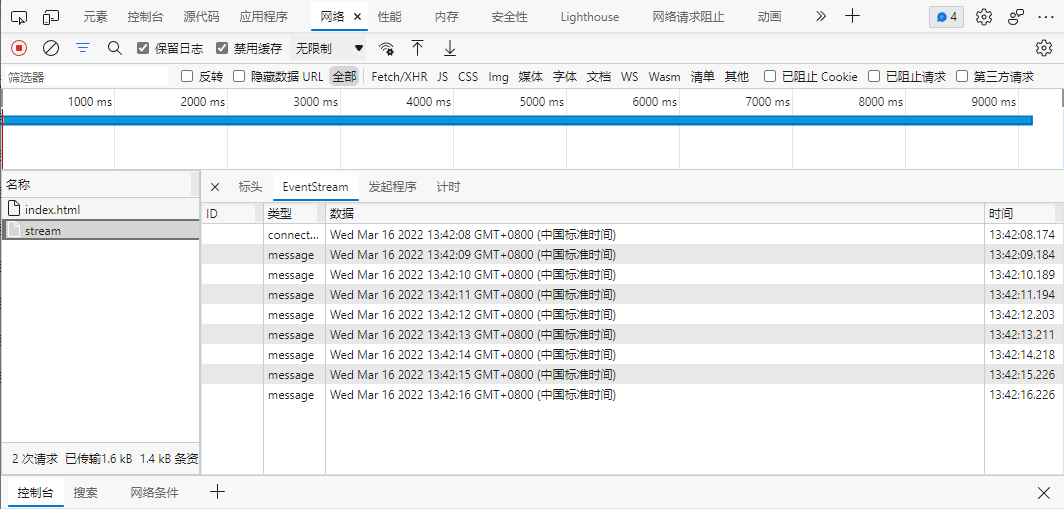 元素 控制台 源代码 应用程序 网络 性能 内存 安全性 Lighthouse 网络请求阻止 动画 4
保留日志 禁用缓存 无限制
筛选器 反转 隐藏数据 URL 全部 Fetch/XHR JS CSS Img 媒体 字体 文档 WS Wasm 清单 其他 已阻止 Cookie 已阻止请求 第三方请求
1000 ms 2000 ms 3000 ms 4000 ms 5000 ms 6000 ms 7000 ms 8000 ms 9000 ms
名称 标头 EventStream 发起程序 计时
index.html
stream
ID 类型 数据 时间
connect... Wed Mar 16 2022 13:42:08 GMT+0800 (中国标准时间) 13:42:08.174
message Wed Mar 16 2022 13:42:09 GMT+0800 (中国标准时间) 13:42:09.184
message Wed Mar 16 2022 13:42:10 GMT+0800 (中国标准时间) 13:42:10.189
message Wed Mar 16 2022 13:42:11 GMT+0800 (中国标准时间) 13:42:11.194
message Wed Mar 16 2022 13:42:12 GMT+0800 (中国标准时间) 13:42:12.203
message Wed Mar 16 2022 13:42:13 GMT+0800 (中国标准时间) 13:42:13.211
message Wed Mar 16 2022 13:42:14 GMT+0800 (中国标准时间) 13:42:14.218
message Wed Mar 16 2022 13:42:15 GMT+0800 (中国标准时间) 13:42:15.226
message Wed Mar 16 2022 13:42:16 GMT+0800 (中国标准时间) 13:42:16.226
2 次请求 已传输1.6 kB 1.4 kB 条资
控制台 搜索 网络条件